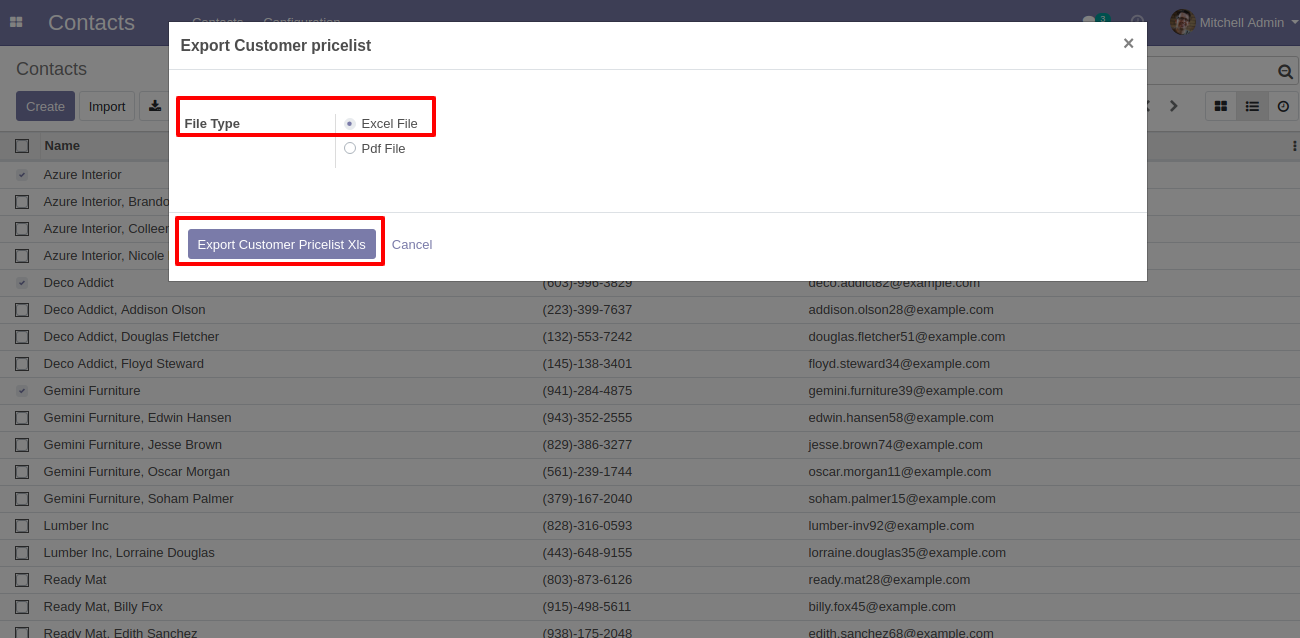 Contacts Contacts Configuration 3 Mitchell Admin
Export Customer pricelist ×
Contacts
Create Import
File Type Excel File
Pdf File
Name
Azure Interior
Azure Interior, Brando
Azure Interior, Colleen
Azure Interior, Nicole
Export Customer Pricelist Xls Cancel
Deco Addict (603)-996-3829 deco.addict82@example.com
Deco Addict, Addison Olson (223)-399-7637 addison.olson28@example.com
Deco Addict, Douglas Fletcher (132)-553-7242 douglas.fletcher51@example.com
Deco Addict, Floyd Steward (145)-138-3401 floyd.steward34@example.com
Gemini Furniture (941)-284-4875 gemini.furniture39@example.com
Gemini Furniture, Edwin Hansen (943)-352-2555 edwin.hansen58@example.com
Gemini Furniture, Jesse Brown (829)-386-3277 jesse.brown74@example.com
Gemini Furniture, Oscar Morgan (561)-239-1744 oscar.morgan11@example.com
Gemini Furniture, Soham Palmer (379)-167-2040 soham.palmer15@example.com
Lumber Inc (828)-316-0593 lumber-inv92@example.com
Lumber Inc, Lorraine Douglas (443)-648-9155 lorraine.douglas35@example.com
Ready Mat (803)-873-6126 ready.mat28@example.com
Ready Mat, Billy Fox (915)-498-5611 billy.fox45@example.com
Ready Mat, Edith Sanchez (938)-175-2048 edith.sanchez68@example.com